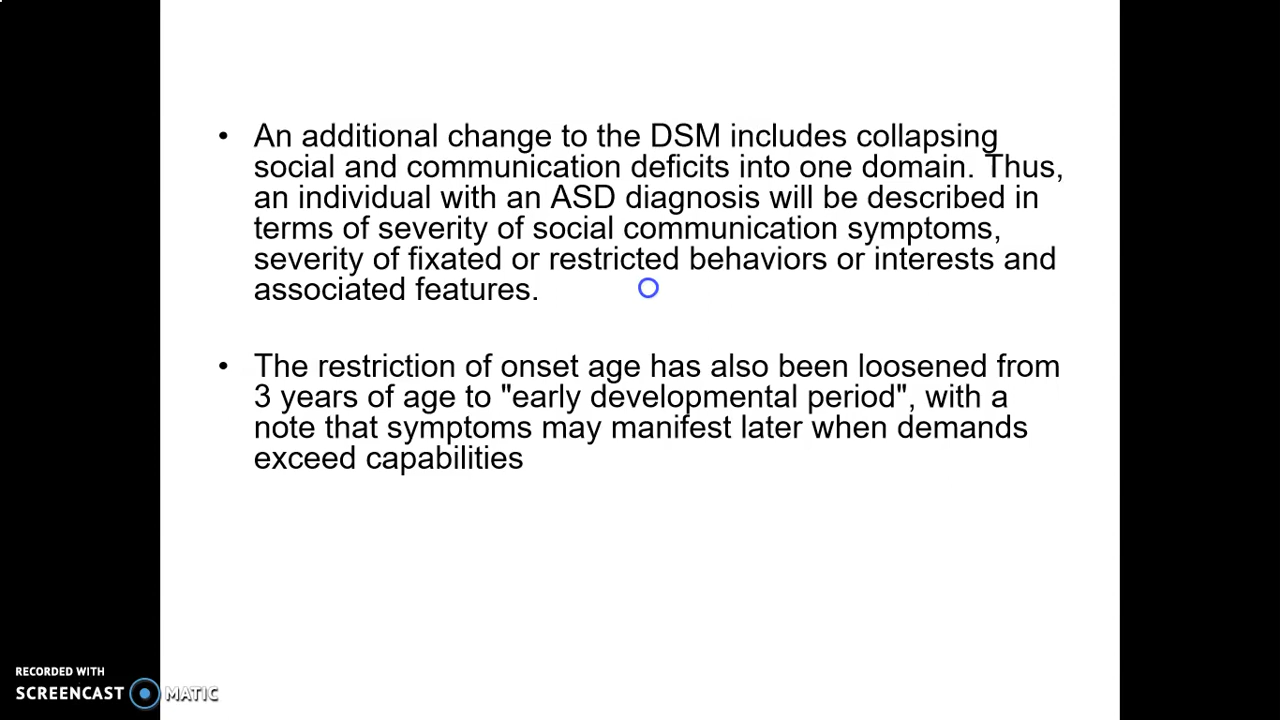 • An additional change to the DSM includes collapsing
social and communication deficits into one domain. Thus,
an individual with an ASD diagnosis will be described in
terms of severity of social communication symptoms,
severity of fixated or restricted behaviors or interests and
associated features.
• The restriction of onset age has also been loosened from
3 years of age to "early developmental period", with a
note that symptoms may manifest later when demands
exceed capabilities
RECORDED WITH
SCREENCAST MATIC